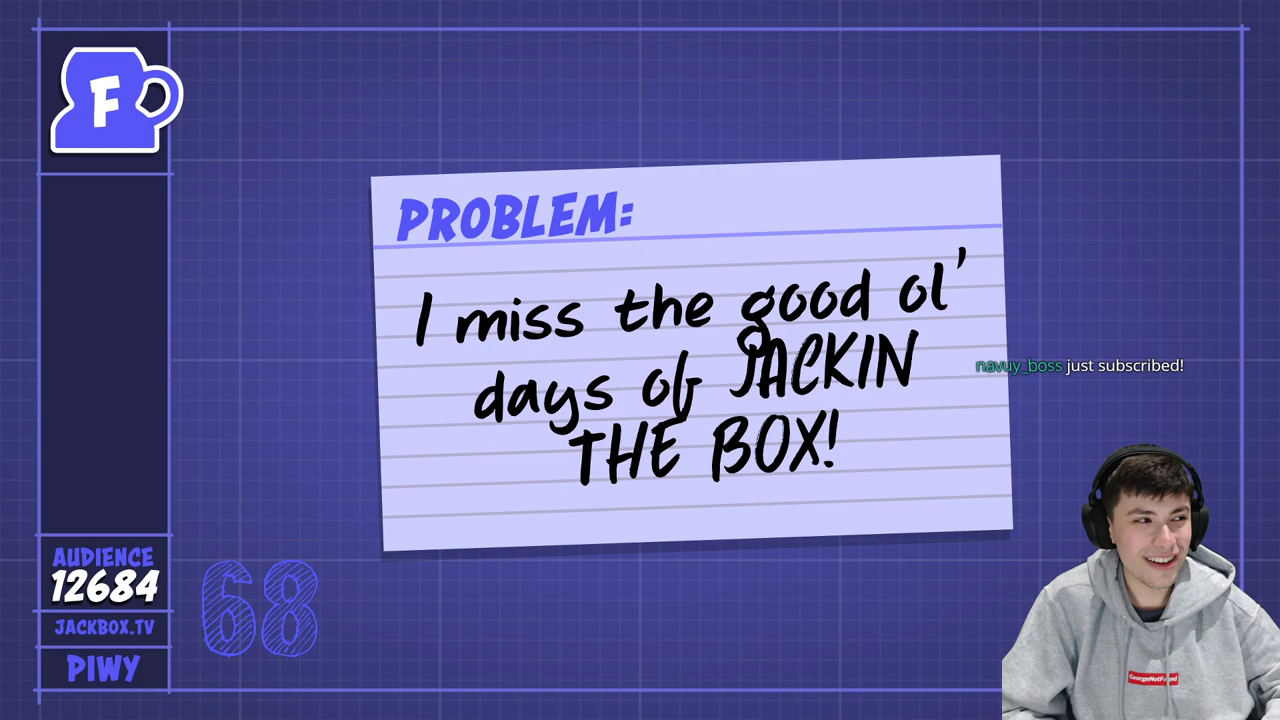 F
PROBLEM:
I miss the good ol'
days of JACKIN
THE BOX!
navuy_boss just subscribed!
AUDIENCE
12684
JACKBOX.TV
PIWY
68
GeorgeNotFound